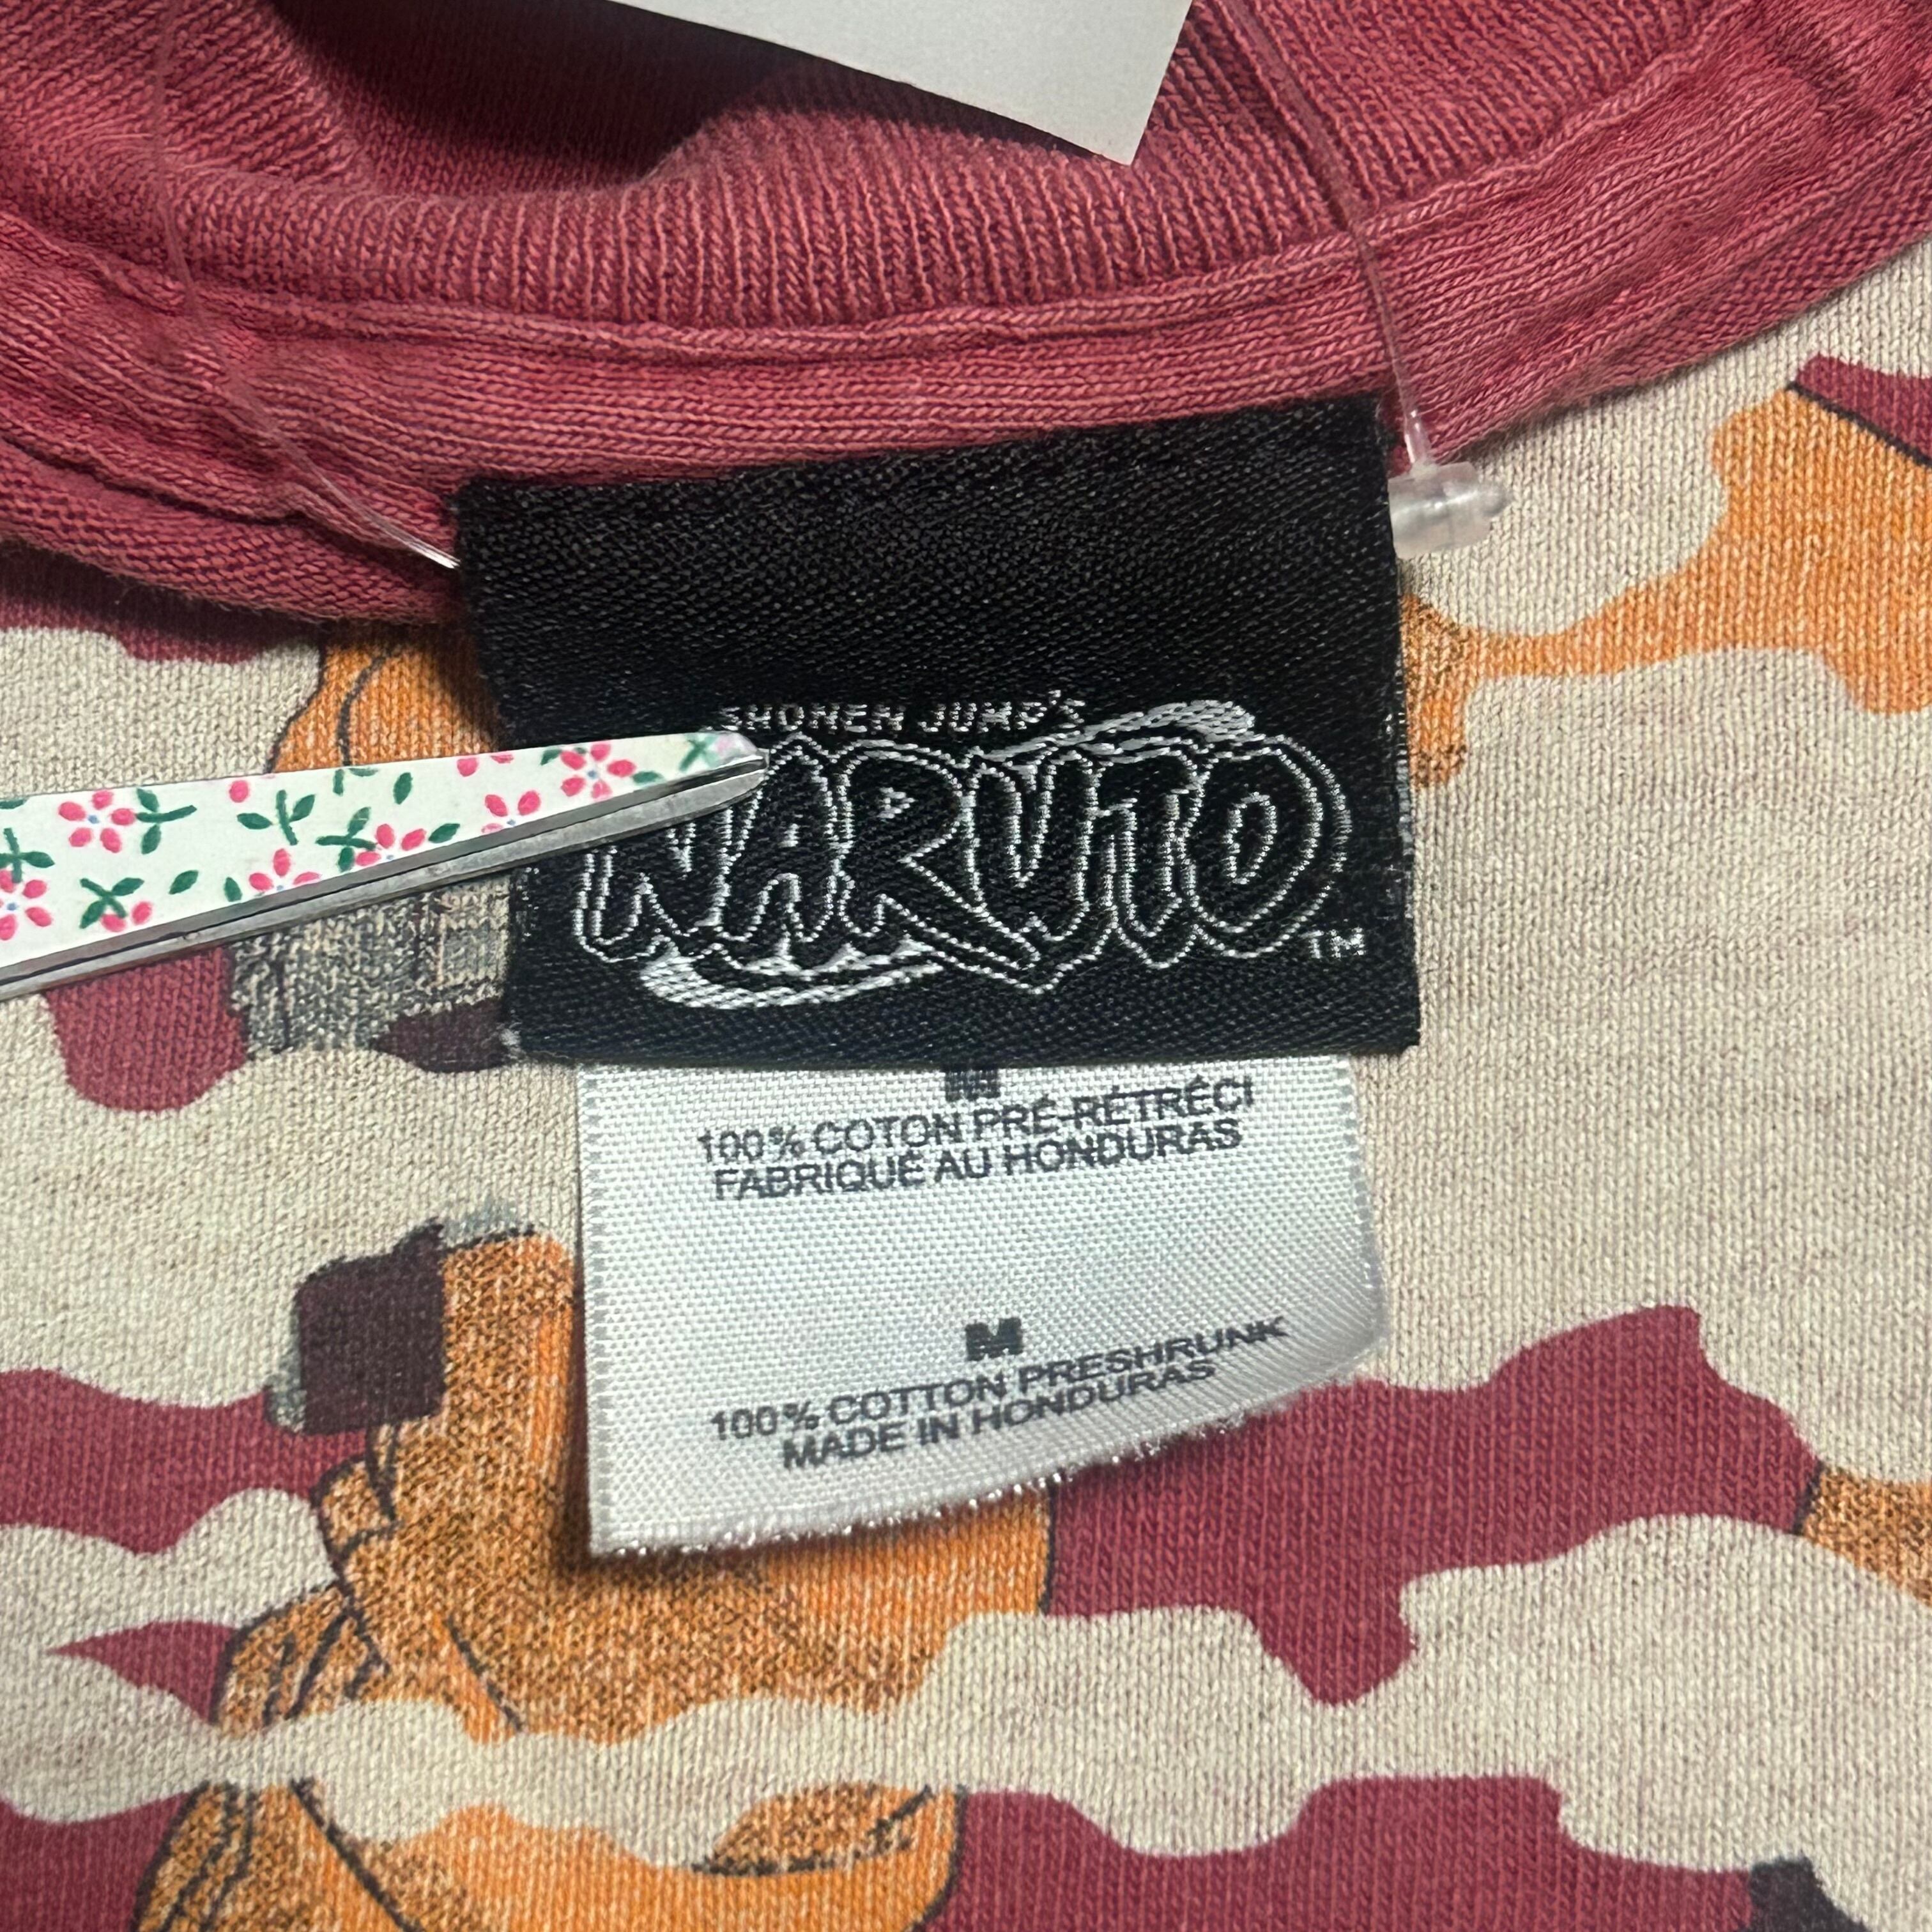 SHONEN JUMP'S
NARUTO
TM
M
100% COTON PRÉ-RÉTRÉCI
FABRIQUÉ AU HONDURAS
M
100% COTTON PRESHRUNK
MADE IN HONDURAS